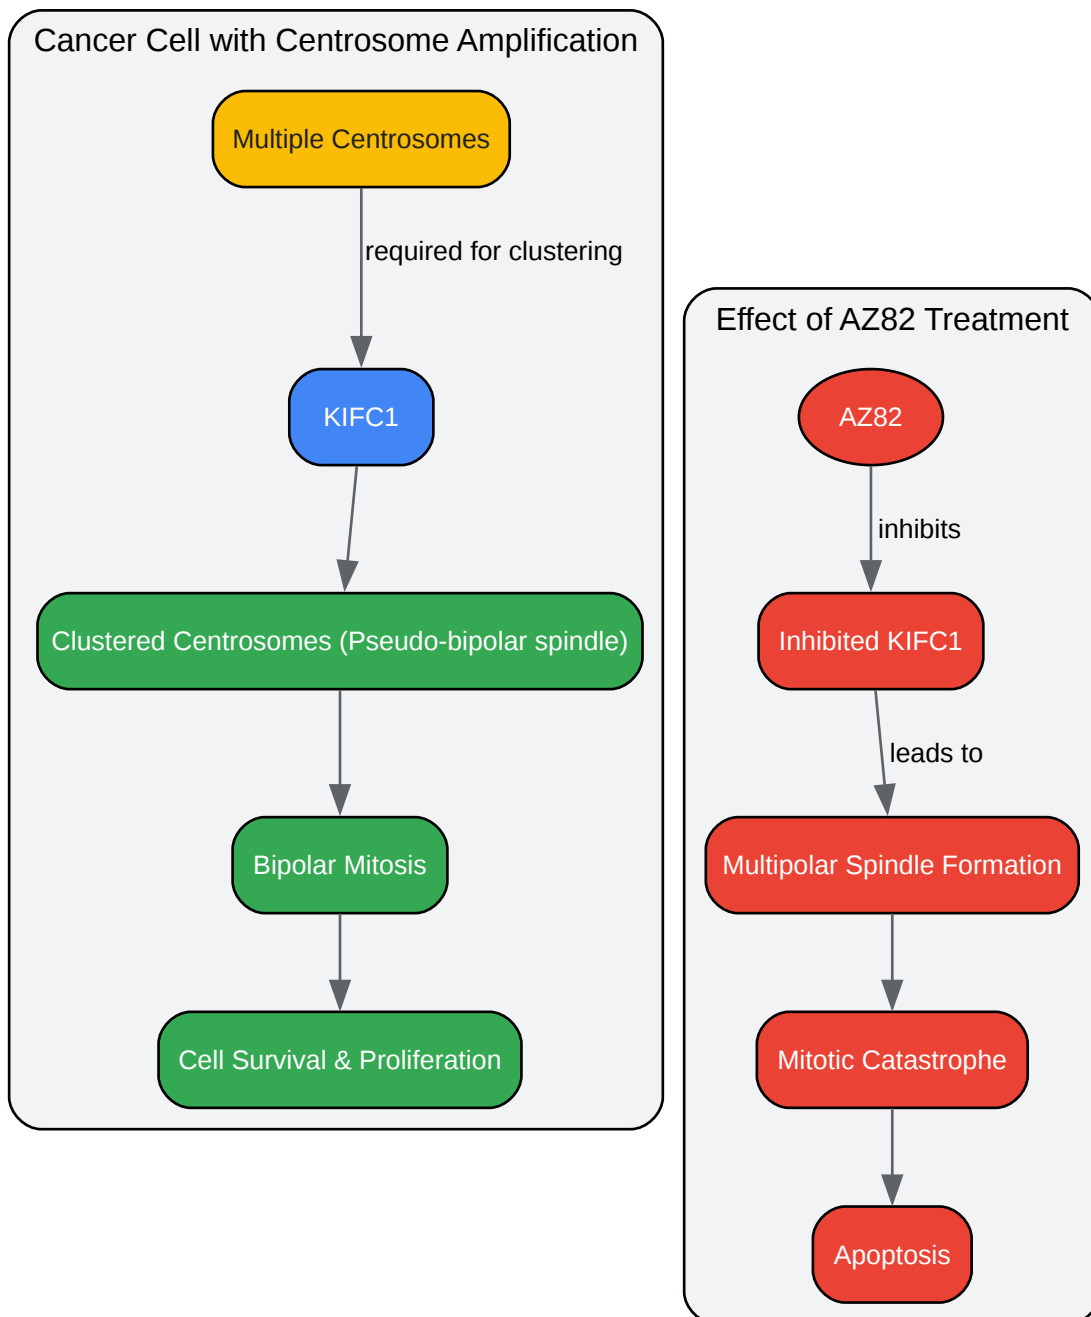 Cancer Cell with Centrosome Amplification
Multiple Centrosomes
required for clustering
KIFC1
Clustered Centrosomes (Pseudo-bipolar spindle)
Bipolar Mitosis
Cell Survival & Proliferation
Effect of AZ82 Treatment
AZ82
inhibits
Inhibited KIFC1
leads to
Multipolar Spindle Formation
Mitotic Catastrophe
Apoptosis